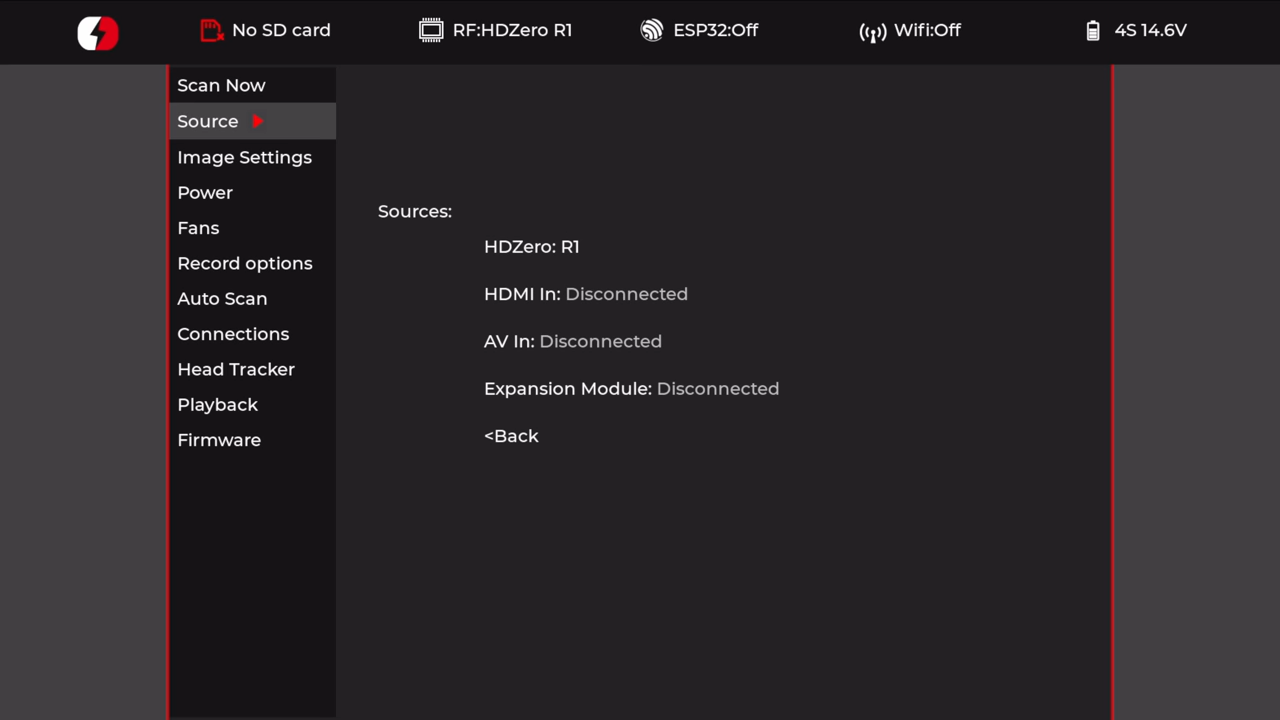 No SD card
RF:HDZero R1
ESP32:Off
Wifi:Off
4S 14.6V
Scan Now
Source
Image Settings
Power
Fans
Record options
Auto Scan
Connections
Head Tracker
Playback
Firmware
Sources:
HDZero: R1
HDMI In: Disconnected
AV In: Disconnected
Expansion Module: Disconnected
<Back